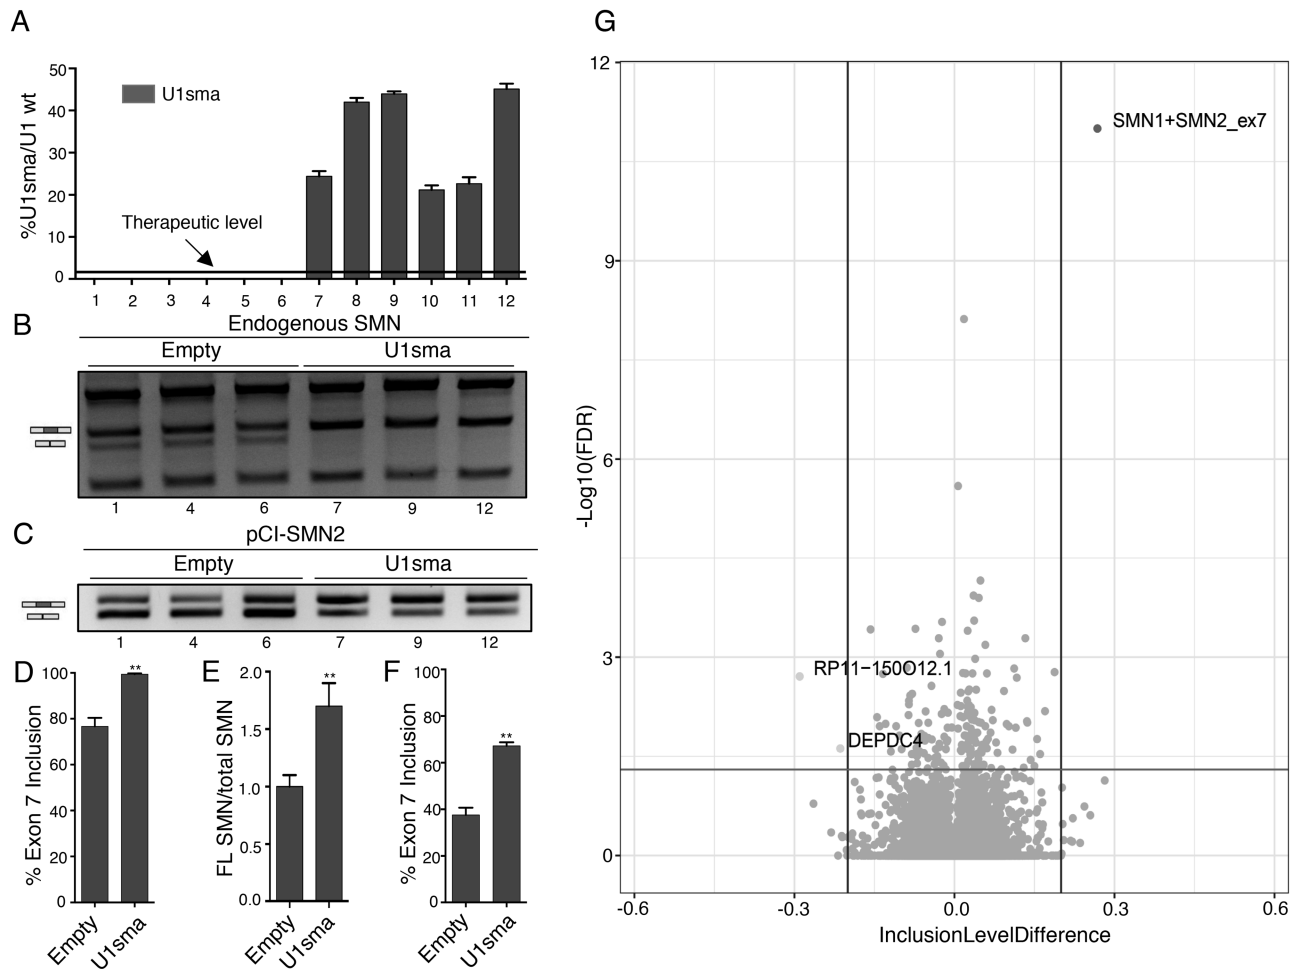 A
%U1sma/U1 wt
50
40
30
20
10
0
U1sma
Therapeutic level
1 2 3 4 5 6 7 8 9 10 11 12
B
Endogenous SMN
Empty U1sma
1 4 6 7 9 12
C
pCI-SMN2
Empty U1sma
1 4 6 7 9 12
D
% Exon 7 Inclusion
100
80
60
40
20
0
**
Empty U1sma
E
FL SMN/total SMN
2.0
1.5
1.0
0.5
0.0
**
Empty U1sma
F
% Exon 7 Inclusion
100
80
60
40
20
0
**
Empty U1sma
G
-Log10(FDR)
12
9
6
3
0
SMN1+SMN2_ex7
RP11−150O12.1
DEPDC4
-0.6 -0.3 0.0 0.3 0.6
InclusionLevelDifference